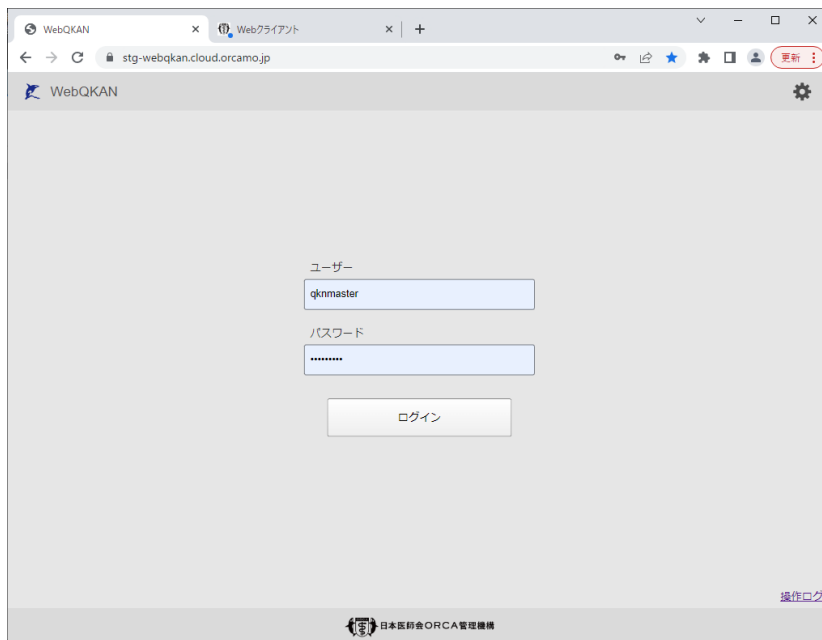 WebQKAN
Webクライアント
stg-webqkan.cloud.orcamo.jp
更新
WebQKAN
ユーザー
qknmaster
パスワード
•••••••••
ログイン
操作ログ
日本医師会ORCA管理機構